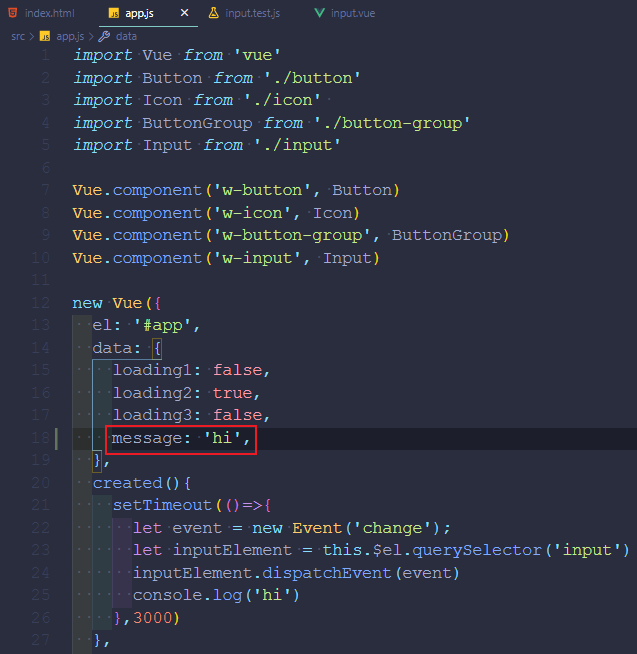 index.html JS app.js × input.test.js input.vue
src > JS app.js > data
1 import Vue from 'vue'
2 import Button from './button'
3 import Icon from './icon'
4 import ButtonGroup from './button-group'
5 import Input from './input'
6
7 Vue.component('w-button', Button)
8 Vue.component('w-icon', Icon)
9 Vue.component('w-button-group', ButtonGroup)
10 Vue.component('w-input', Input)
11
12 new Vue({
13 el: '#app',
14 data: {
15 loading1: false,
16 loading2: true,
17 loading3: false,
18 message: 'hi',
19 },
20 created(){
21 setTimeout(()=>{
22 let event = new Event('change');
23 let inputElement = this.$el.querySelector('input')
24 inputElement.dispatchEvent(event)
25 console.log('hi')
26 },3000)
27 },